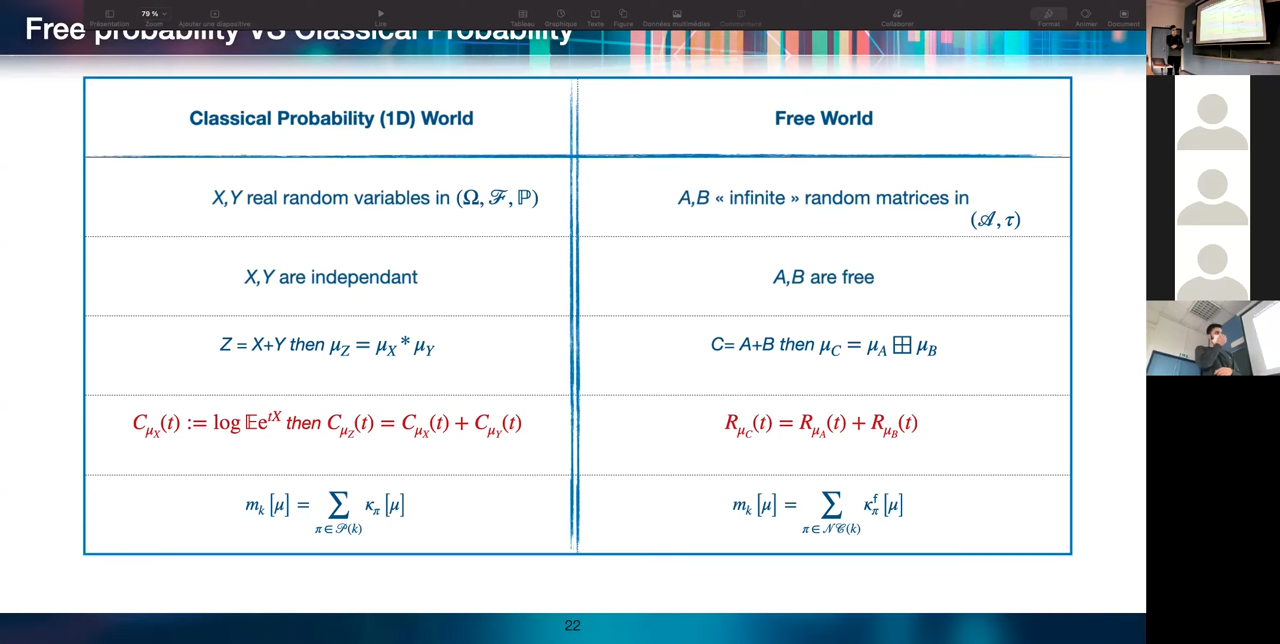 79 %
Présentation Zoom Ajouter une diapositive Lire Tableau Graphique Texte Figure Données multimédias Commentaire Collaborer Format Animer Document
Free probability VS Classical Probability
Classical Probability (1D) World
Free World
X,Y real random variables in (Ω, ℱ, ℙ)
A,B « infinite » random matrices in
(𝒜, τ)
X,Y are independant
A,B are free
Z = X+Y then μ_Z = μ_X * μ_Y
C= A+B then μ_C = μ_A ⊞ μ_B
C_{μ_X}(t) := log 𝔼e^{tX} then C_{μ_Z}(t) = C_{μ_X}(t) + C_{μ_Y}(t)
R_{μ_C}(t) = R_{μ_A}(t) + R_{μ_B}(t)
m_k [μ] = ∑_{π∈𝒫(k)} κ_π [μ]
m_k [μ] = ∑_{π∈𝒩𝒞(k)} κ^f_π [μ]
22